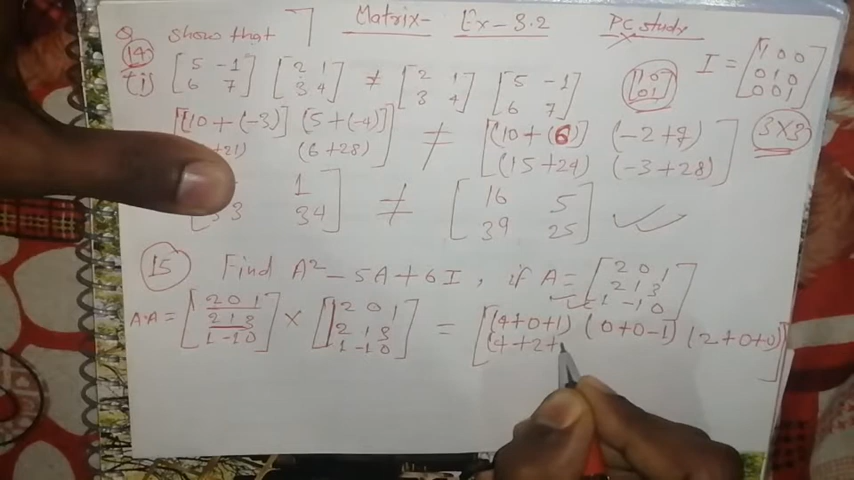 Matrix- Ex-3.2 PC study
Q Show that
(14)
(i) [5 -1 6 7] [2 1 3 4] ≠ [2 1 3 4] [5 -1 6 7] [1 0 0 1] I = [1 0 0 0 1 0 0 0 1]
[(10+(-3)] (5+(-4)] ≠ [(10+(6)] (-2+7)] 3X3
+21) (6+28) (15+24) (-3+28)
1 ≠ [16 5
33 34] 39 25]
(15) Find A² - 5A + 6I, if A = [2 0 1 2 1 3 1 -1 0]
A.A = [2 0 1 2 1 3 1 -1 0] × [2 0 1 2 1 3 1 -1 0] = [(4+0+1) (0+0-1) (2+0+0)
(4+2+